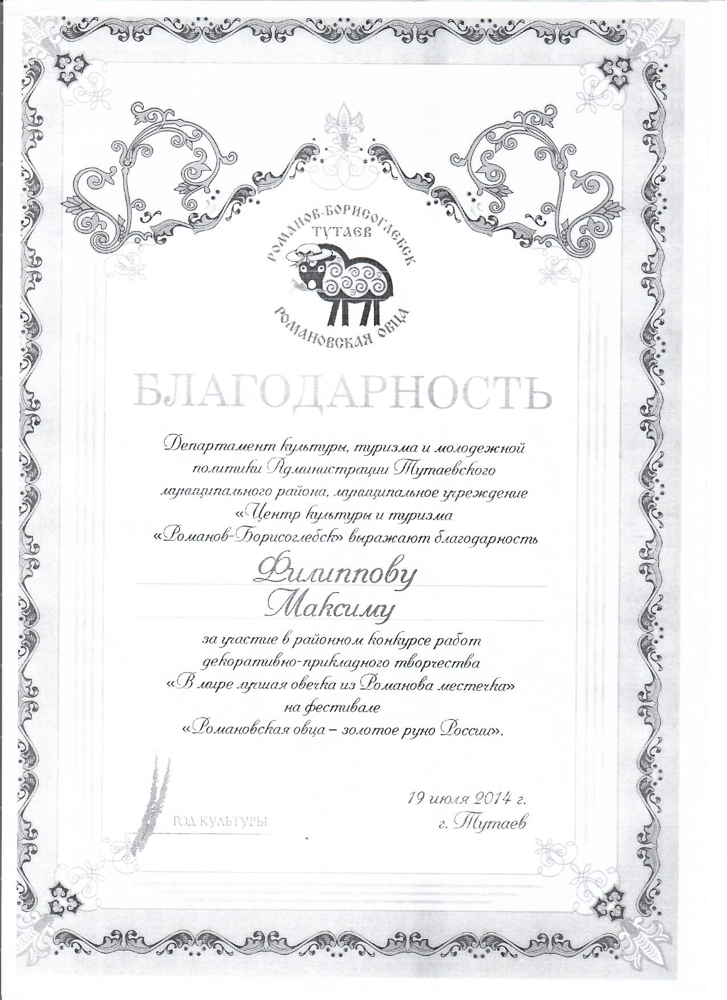 РОМАНОВ-БОРИСОГЛЕБСК
ТУТАЕВ
РОМАНОВСКАЯ ОВЦА
БЛАГОДАРНОСТЬ
Департамент культуры, туризма и молодежной
политики Администрации Тутаевского
муниципального района, муниципальное учреждение
«Центр культуры и туризма
«Романов-Борисоглебск» выражают благодарность
Филиппову
Максиму
за участие в районном конкурсе работ
декоративно-прикладного творчества
«В мире лучшая овечка из Романова местечка»
на фестивале
«Романовская овца – золотое руно России».
19 июля 2014 г.
ГОД КУЛЬТУРЫ
г. Тутаев